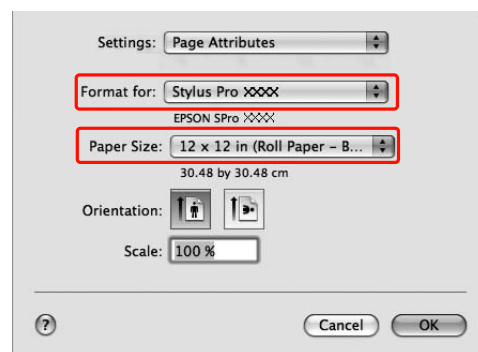 Settings: Page Attributes
Format for: Stylus Pro XXXX
EPSON SPro XXXX
Paper Size: 12 x 12 in (Roll Paper – B...
30.48 by 30.48 cm
Orientation:
Scale: 100 %
? Cancel OK